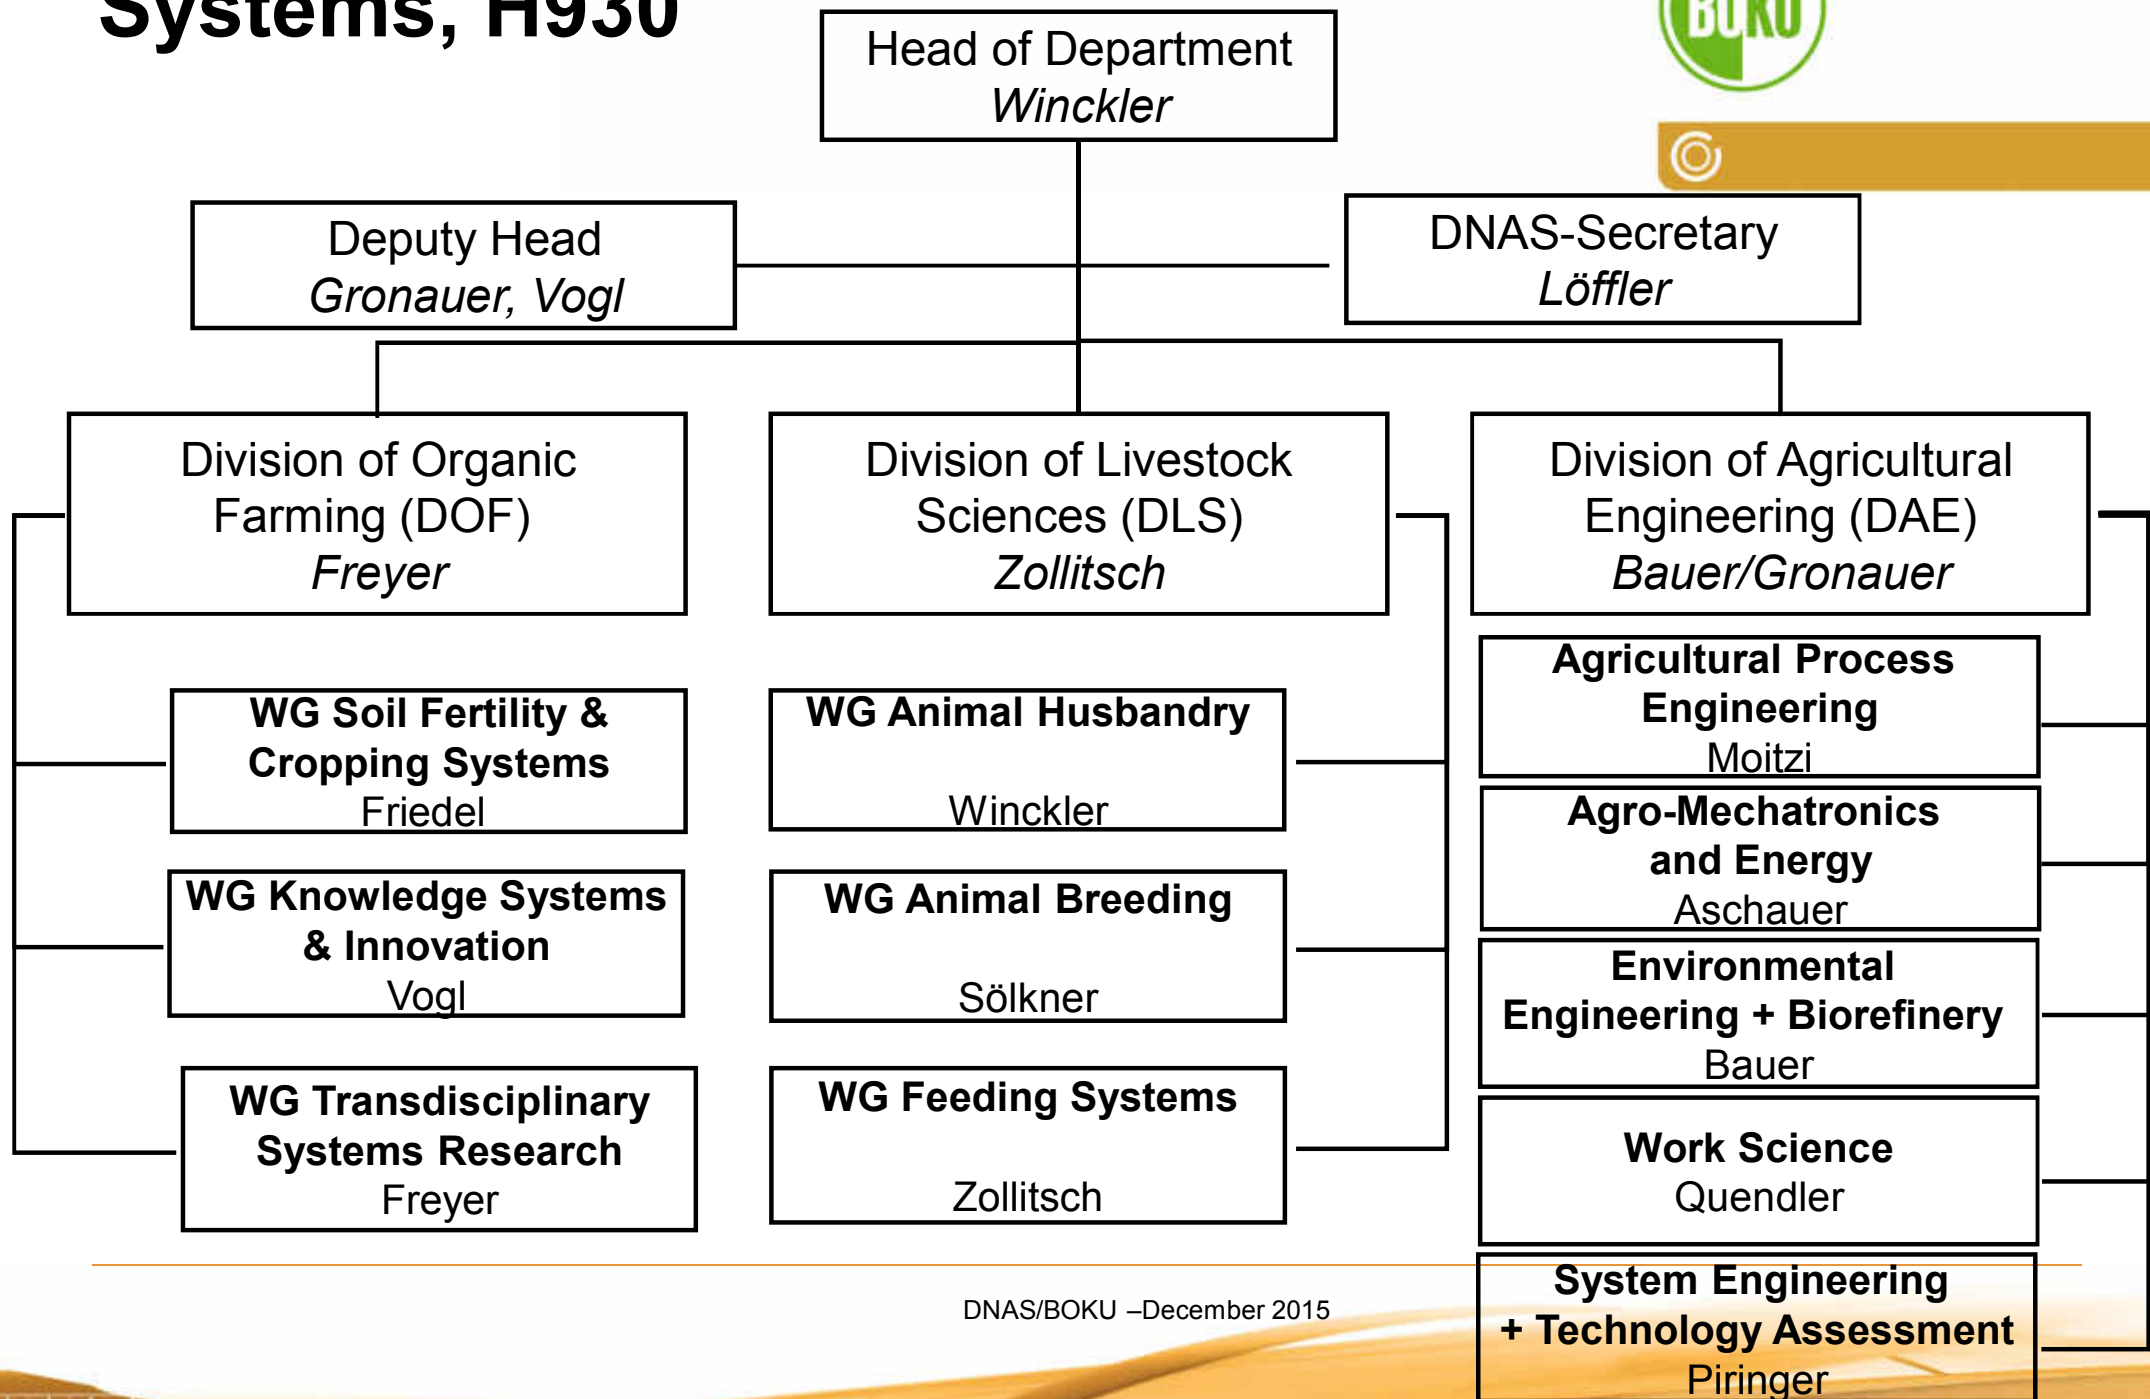 Systems, H930
BOKU
Head of Department
Winckler
Deputy Head
Gronauer, Vogl
DNAS-Secretary
Löffler
Division of Organic
Farming (DOF)
Freyer
Division of Livestock
Sciences (DLS)
Zollitsch
Division of Agricultural
Engineering (DAE)
Bauer/Gronauer
WG Soil Fertility &
Cropping Systems
Friedel
WG Knowledge Systems
& Innovation
Vogl
WG Transdisciplinary
Systems Research
Freyer
WG Animal Husbandry
Winckler
WG Animal Breeding
Sölkner
WG Feeding Systems
Zollitsch
Agricultural Process
Engineering
Moitzi
Agro-Mechatronics
and Energy
Aschauer
Environmental
Engineering + Biorefinery
Bauer
Work Science
Quendler
System Engineering
+ Technology Assessment
Piringer
DNAS/BOKU –December 2015